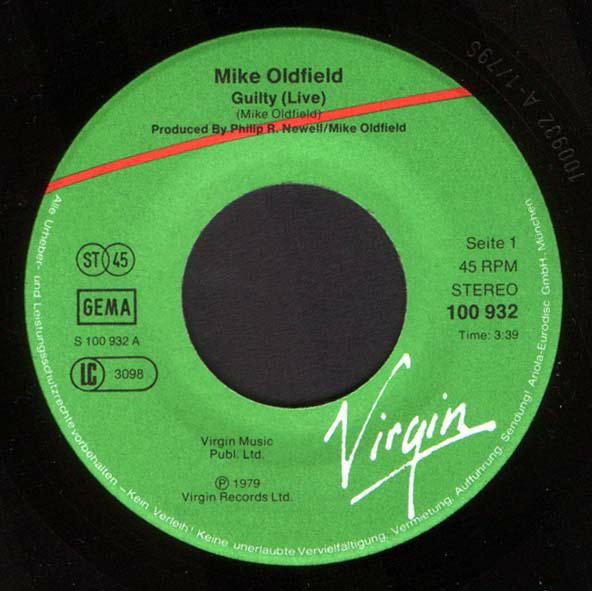 Mike Oldfield
Guilty (Live)
(Mike Oldfield)
Produced By Philip R. Newell/Mike Oldfield
ST 45
GEMA
S 100 932 A
LC 3098
Seite 1
45 RPM
STEREO
100 932
Time: 3:39
Virgin
Virgin Music
Publ. Ltd.
℗ 1979
Virgin Records Ltd.
Alle Urheber- und Leistungsschutzrechte vorbehalten – Kein Verleih! Keine unerlaubte Vervielfältigung, Vermietung, Aufführung, Sendung! Ariola-Eurodisc GmbH, München
100932 A-1/79S